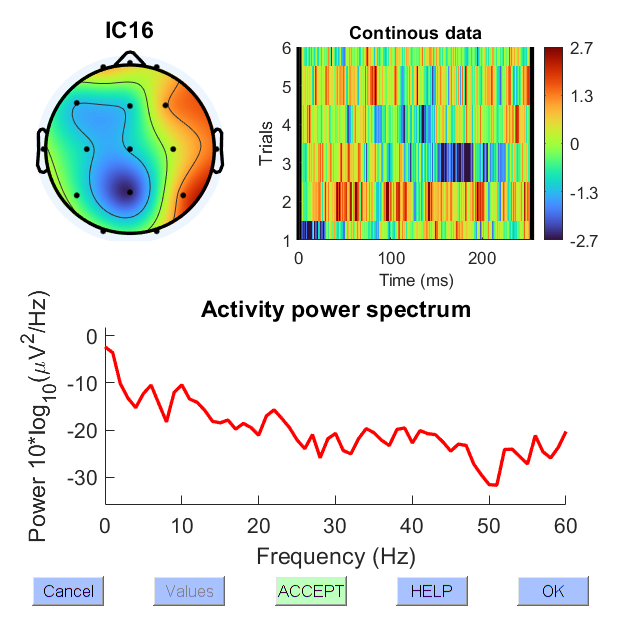 IC16
Continous data
Trials
6
5
4
3
2
1
0
100
200
Time (ms)
2.7
1.3
0
-1.3
-2.7
Activity power spectrum
Power 10*log10(μV2/Hz)
0
-10
-20
-30
0
10
20
30
40
50
60
Frequency (Hz)
Cancel
Values
ACCEPT
HELP
OK